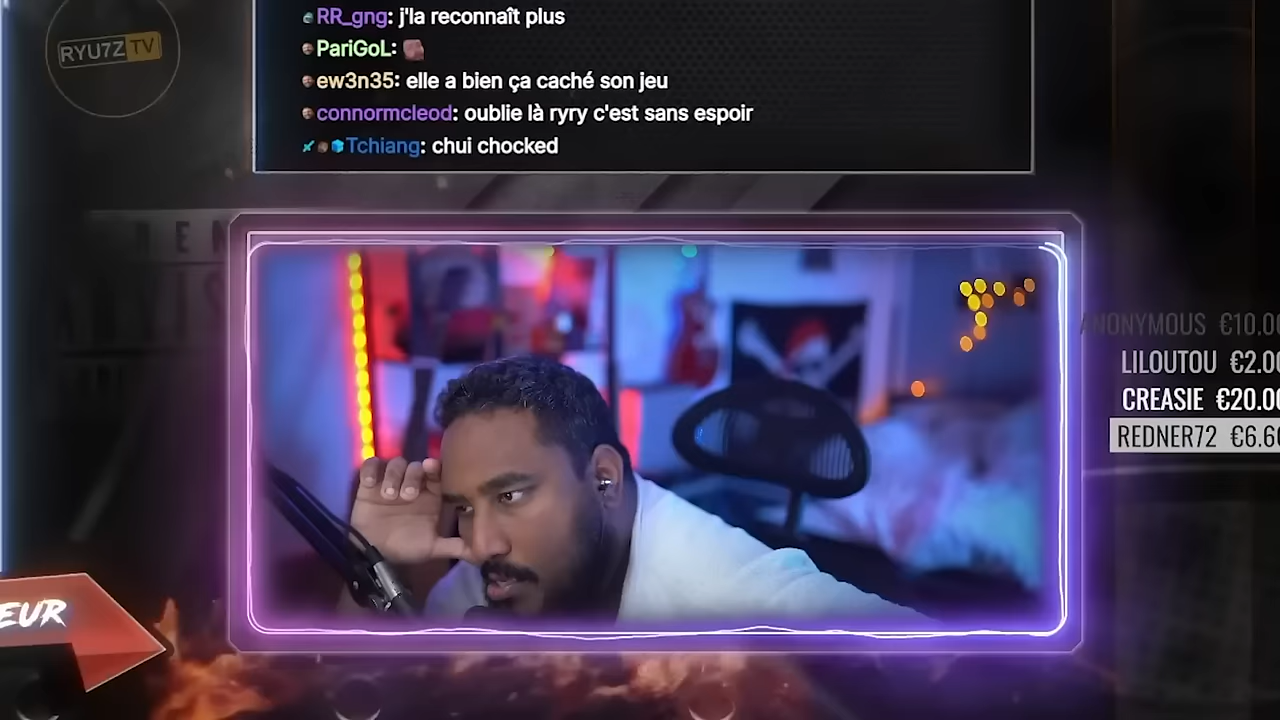 RYU7Z TV
RR_gng: j'la reconnaît plus
PariGoL:
ew3n35: elle a bien ça caché son jeu
connormcleod: oublie là ryry c'est sans espoir
Tchiang: chui chocked
ANONYMOUS €10.00
LILOUTOU €2.00
CREASIE €20.00
REDNER72 €6.60
EUR